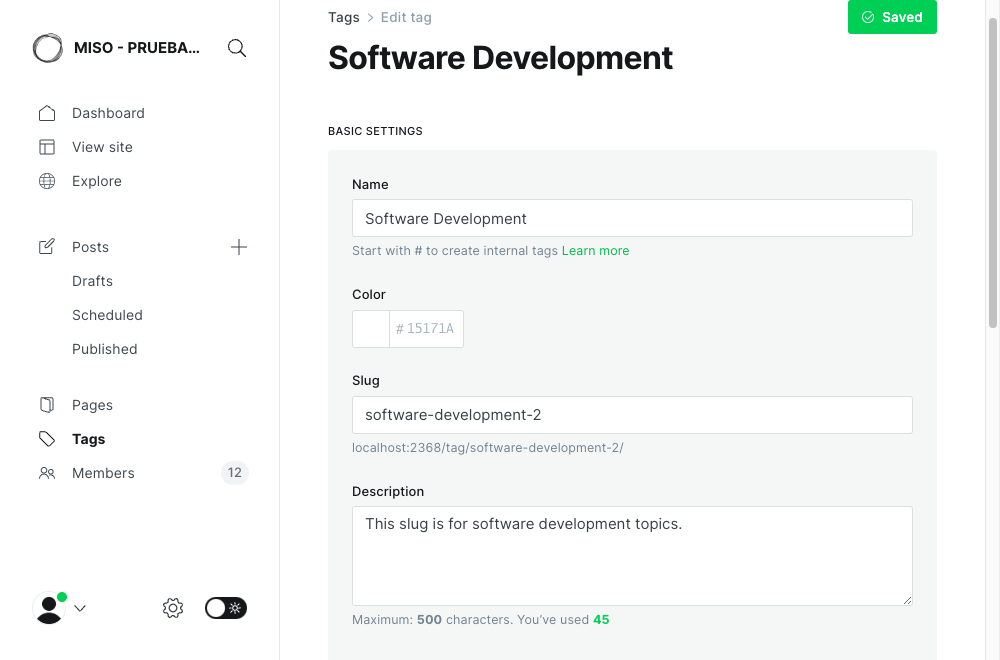 MISO - PRUEBA...
Dashboard
View site
Explore
Posts
Drafts
Scheduled
Published
Pages
Tags
Members 12
Tags > Edit tag
Saved
Software Development
BASIC SETTINGS
Name
Software Development
Start with # to create internal tags Learn more
Color
# 15171A
Slug
software-development-2
localhost:2368/tag/software-development-2/
Description
This slug is for software development topics.
Maximum: 500 characters. You’ve used 45